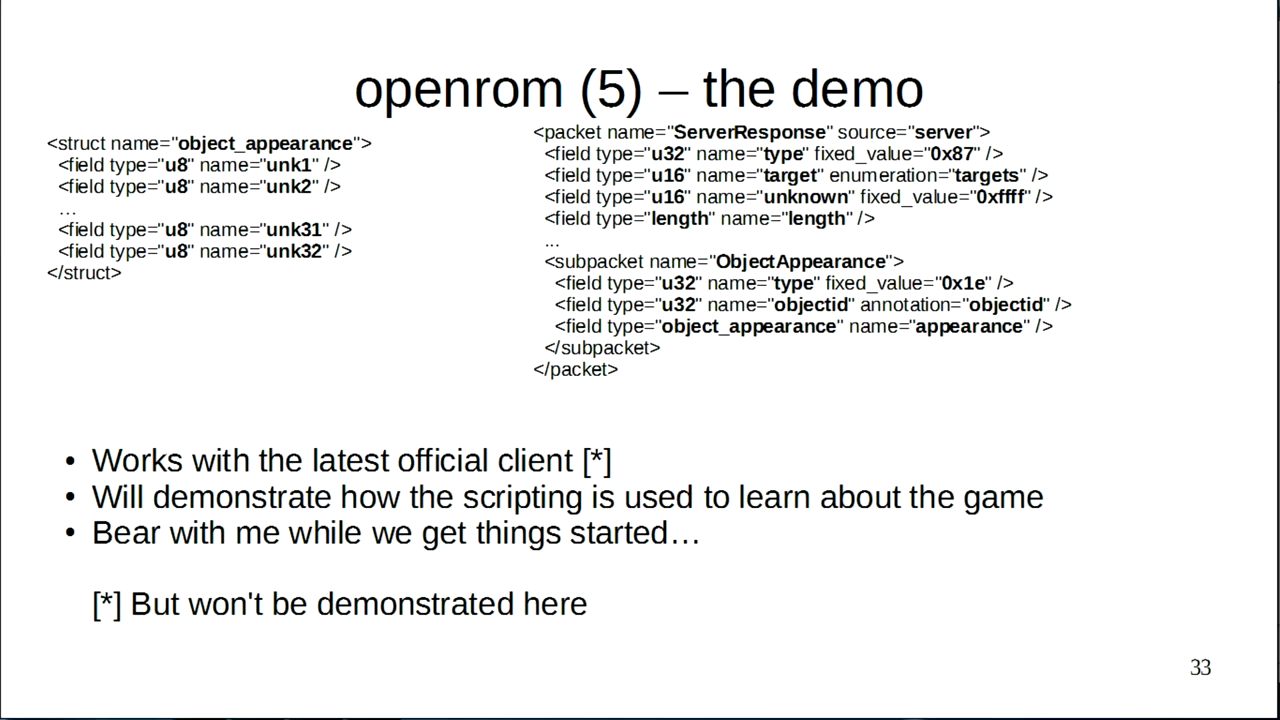 openrom (5) – the demo
<struct name="object_appearance">
<field type="u8" name="unk1" />
<field type="u8" name="unk2" />
…
<field type="u8" name="unk31" />
<field type="u8" name="unk32" />
</struct>
<packet name="ServerResponse" source="server">
<field type="u32" name="type" fixed_value="0x87" />
<field type="u16" name="target" enumeration="targets" />
<field type="u16" name="unknown" fixed_value="0xffff" />
<field type="length" name="length" />
...
<subpacket name="ObjectAppearance">
<field type="u32" name="type" fixed_value="0x1e" />
<field type="u32" name="objectid" annotation="objectid" />
<field type="object_appearance" name="appearance" />
</subpacket>
</packet>
• Works with the latest official client [*]
• Will demonstrate how the scripting is used to learn about the game
• Bear with me while we get things started…
[*] But won't be demonstrated here
33